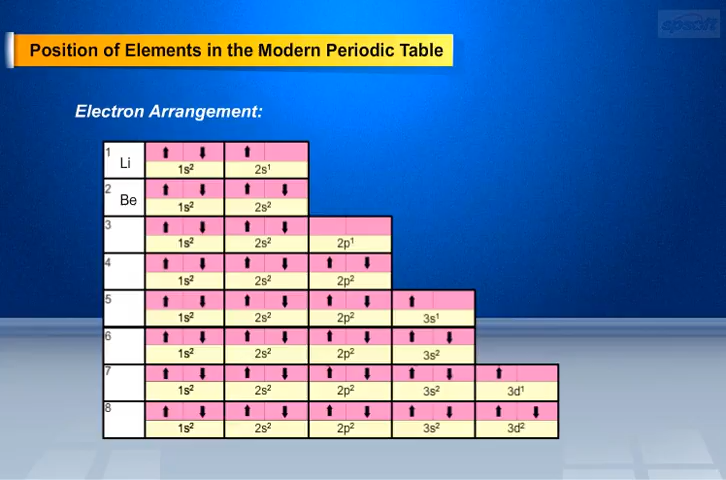 spsoft
Position of Elements in the Modern Periodic Table
Electron Arrangement:
1 Li 1s² 2s¹
2 Be 1s² 2s²
3 1s² 2s² 2p¹
4 1s² 2s² 2p²
5 1s² 2s² 2p² 3s¹
6 1s² 2s² 2p² 3s²
7 1s² 2s² 2p² 3s² 3d¹
8 1s² 2s² 2p² 3s² 3d²